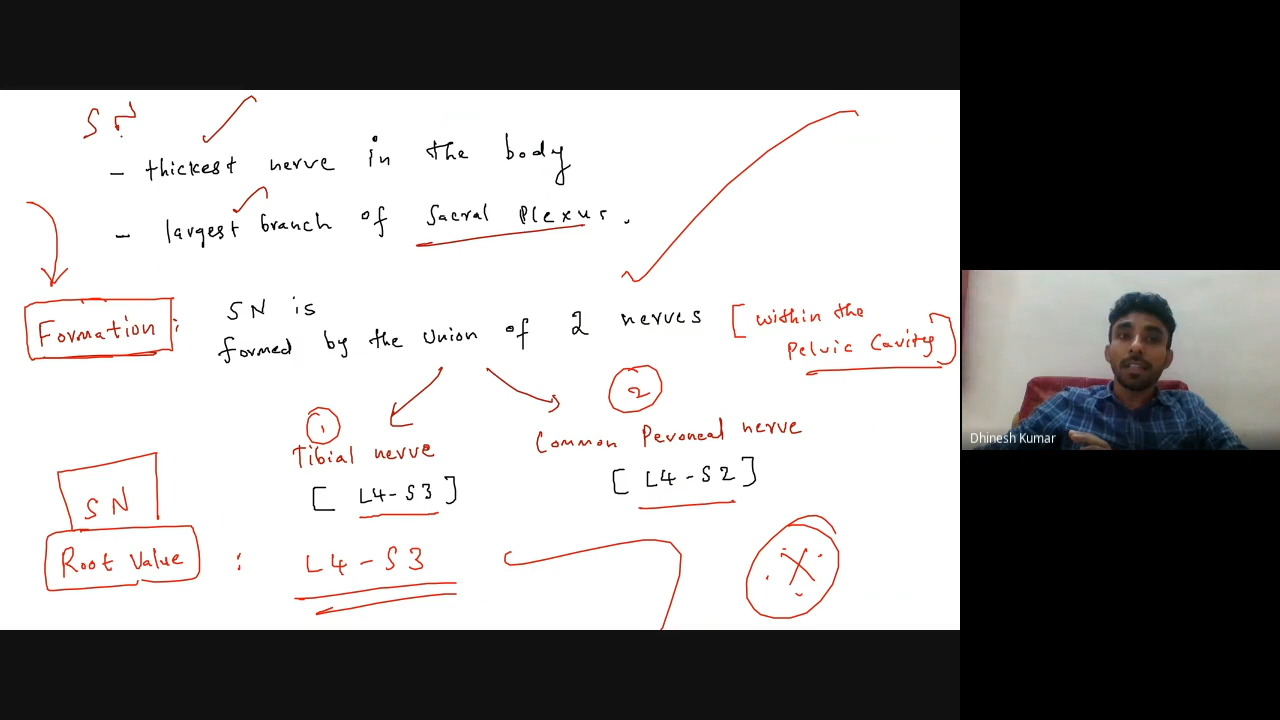 SN
- thickest nerve in the body
- largest branch of Sacral Plexus.
Formation: SN is
formed by the Union of 2 nerves [within the
Pelvic Cavity]
1 2
Tibial nerve Common Peroneal nerve
[L4-S3] [L4-S2]
SN
Root Value : L4-S3
Dhinesh Kumar